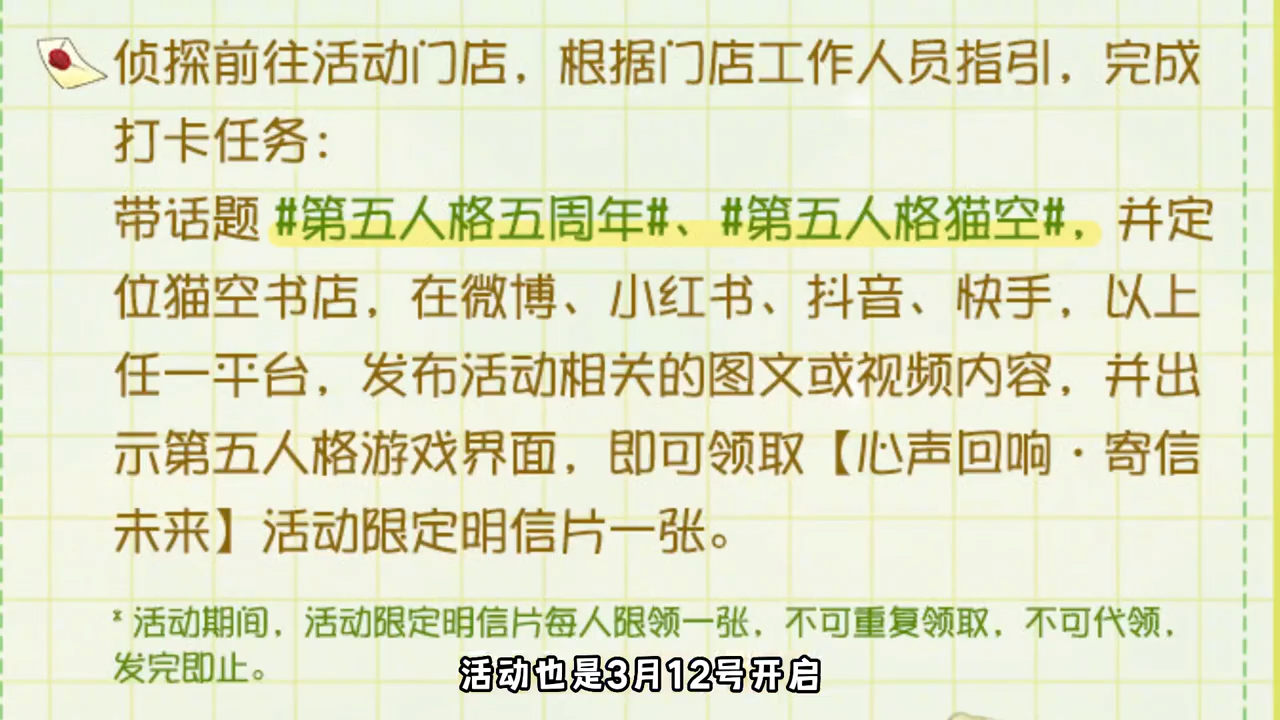 侦探前往活动门店，根据门店工作人员指引，完成
打卡任务：
带话题 #第五人格五周年#、#第五人格猫空#，并定
位猫空书店，在微博、小红书、抖音、快手，以上
任一平台，发布活动相关的图文或视频内容，并出
示第五人格游戏界面，即可领取【心声回响·寄信
未来】活动限定明信片一张。
* 活动期间，活动限定明信片每人限领一张，不可重复领取，不可代领，
发完即止。
活动也是3月12号开启